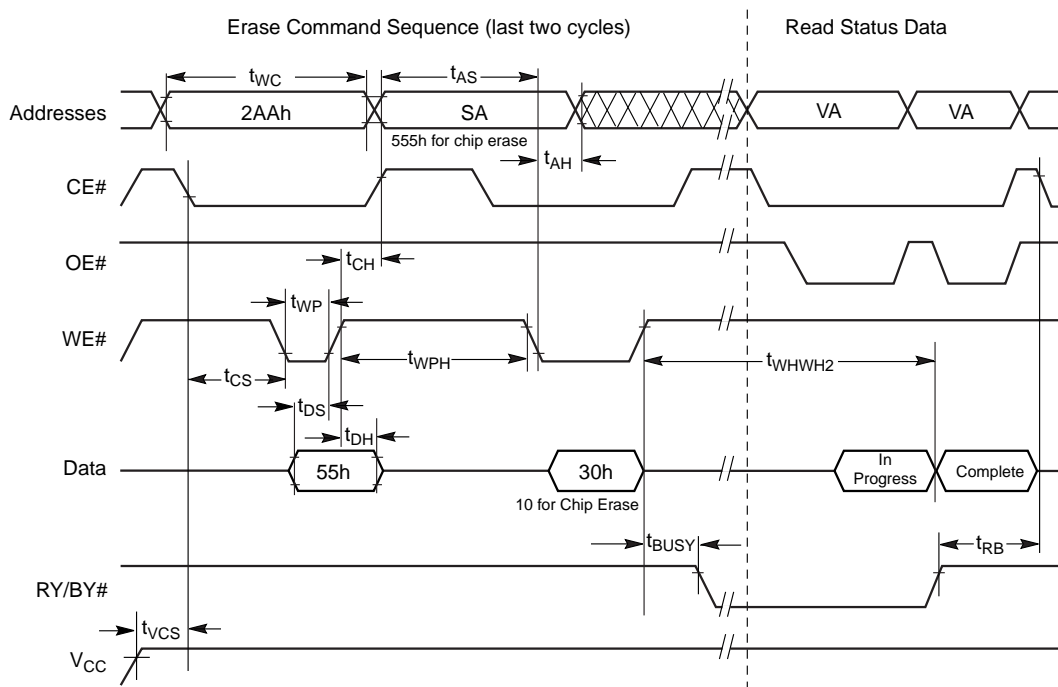 Erase Command Sequence (last two cycles)
Read Status Data
tWC
tAS
Addresses
2AAh
SA
VA
VA
555h for chip erase
tAH
CE#
OE#
tCH
tWP
WE#
tWPH
tWHWH2
tCS
tDS
tDH
Data
55h
30h
In
Progress
Complete
10 for Chip Erase
tBUSY
tRB
RY/BY#
tVCS
VCC